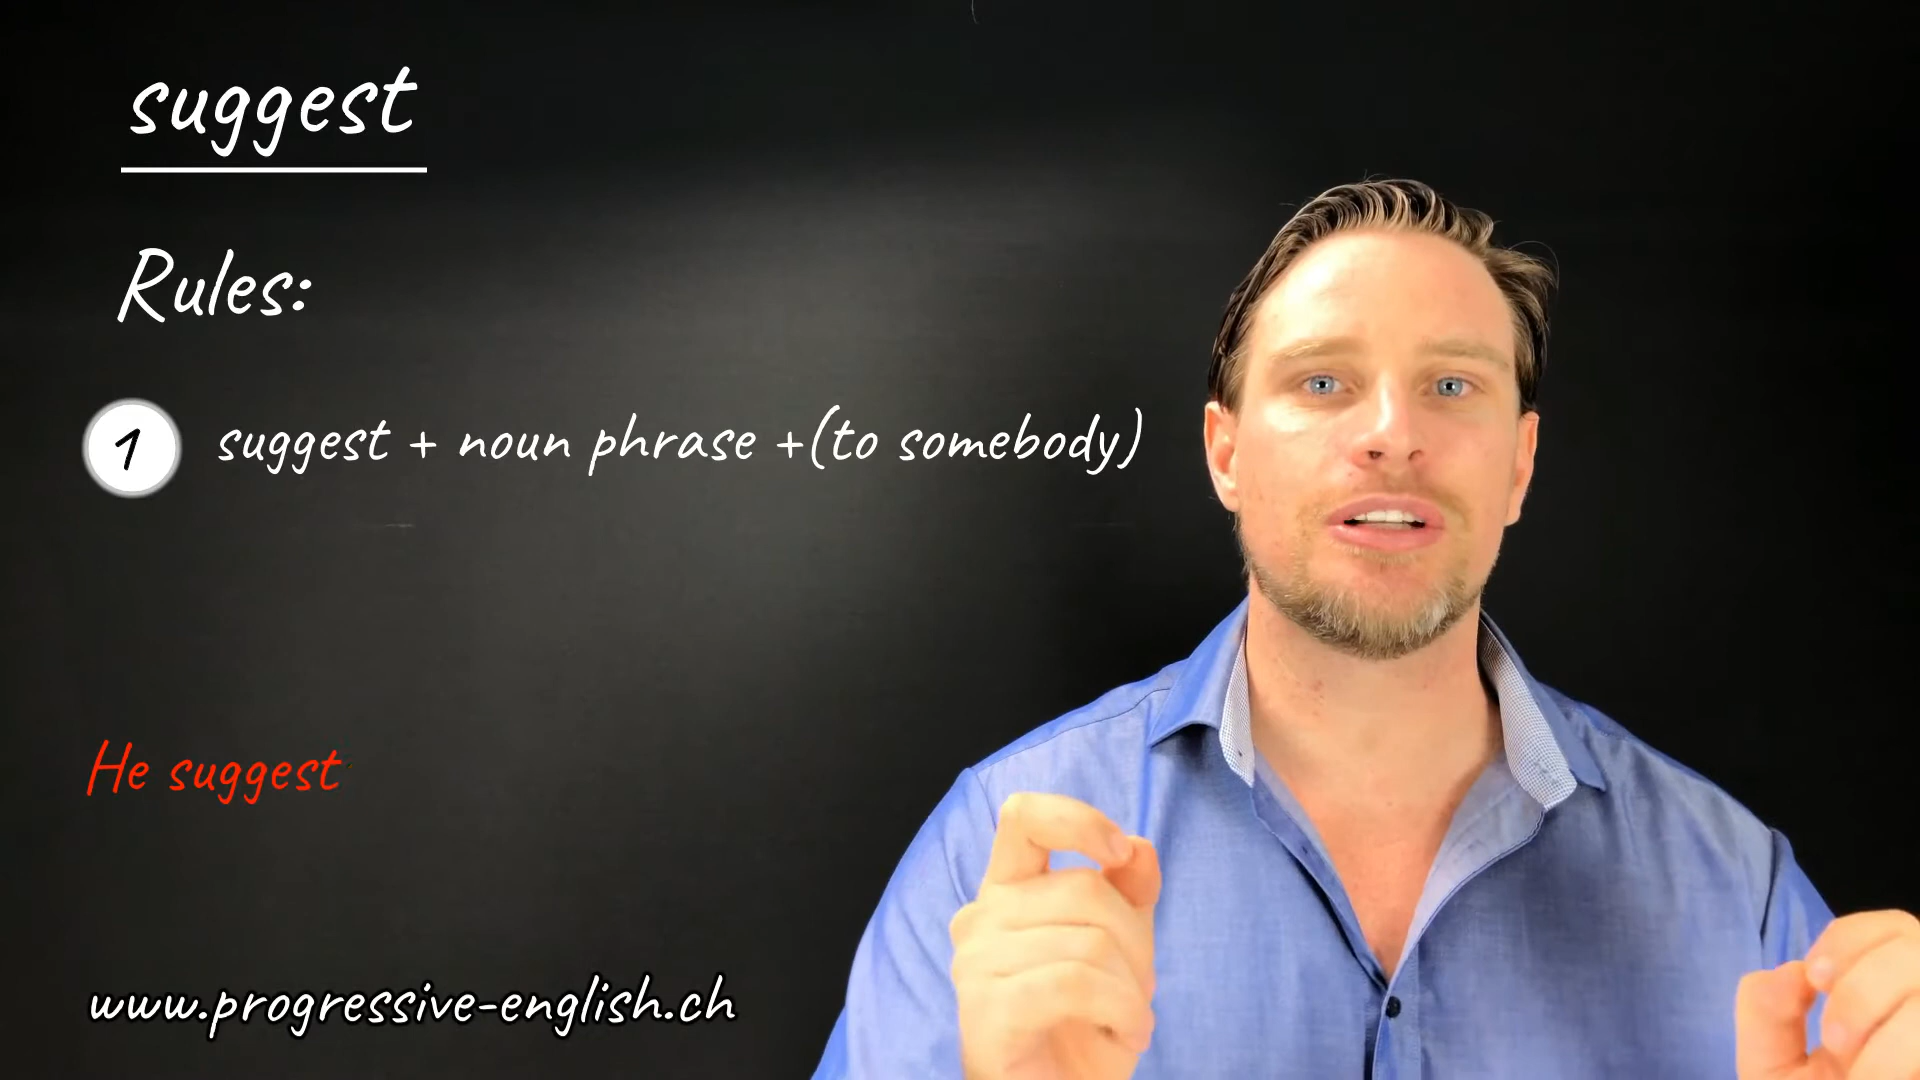 suggest
Rules:
1 suggest + noun phrase +(to somebody)
He suggest
www.progressive-english.ch